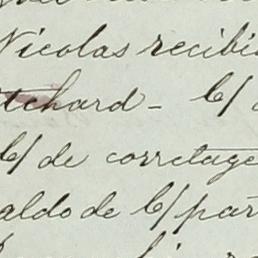 Nicolas recibi
tchard - C/
C/ de corretage
aldo de C/ par